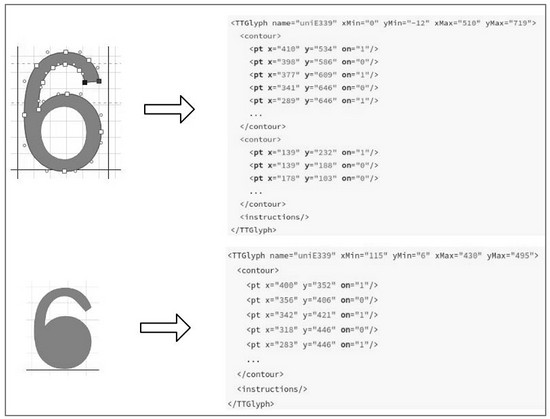 <TTGlyph name="uniE339" xMin="0" yMin="-12" xMax="510" yMax="719">
<contour>
<pt x="410" y="534" on="1"/>
<pt x="398" y="586" on="0"/>
<pt x="377" y="609" on="1"/>
<pt x="341" y="646" on="0"/>
<pt x="289" y="646" on="1"/>
...
</contour>
<contour>
<pt x="139" y="232" on="1"/>
<pt x="139" y="188" on="0"/>
<pt x="178" y="103" on="0"/>
...
</contour>
<instructions/>
</TTGlyph>
<TTGlyph name="uniE339" xMin="115" yMin="6" xMax="430" yMax="495">
<contour>
<pt x="400" y="352" on="1"/>
<pt x="356" y="406" on="0"/>
<pt x="342" y="421" on="1"/>
<pt x="318" y="446" on="0"/>
<pt x="283" y="446" on="1"/>
...
</contour>
<instructions/>
</TTGlyph>
6
6